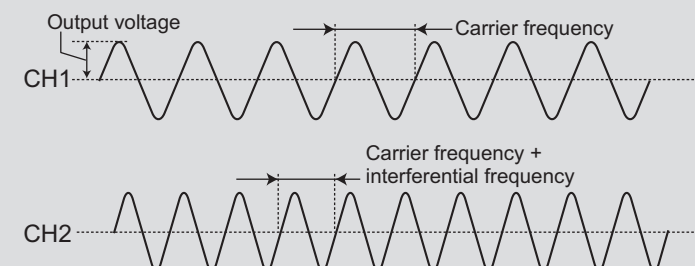 Output voltage
Carrier frequency
CH1
Carrier frequency +
interferential frequency
CH2